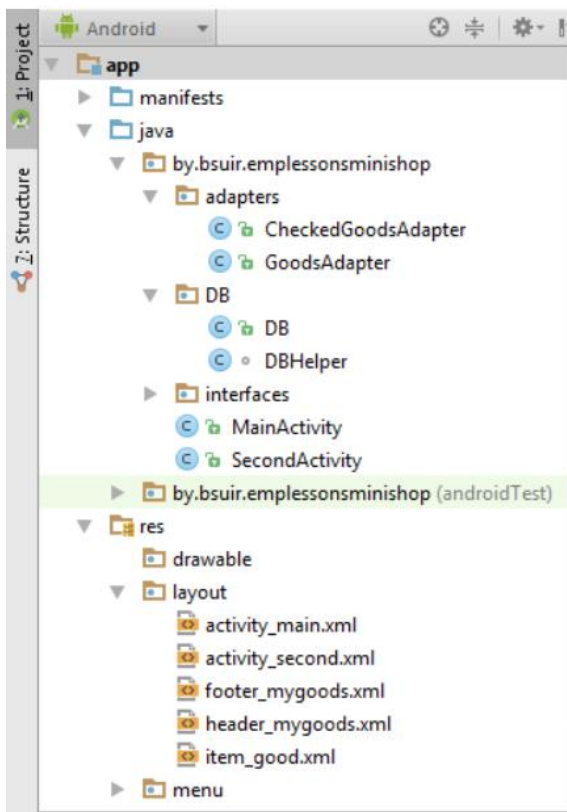 Android
1: Project
7: Structure
app
manifests
java
by.bsuir.emplessonsminishop
adapters
CheckedGoodsAdapter
GoodsAdapter
DB
DB
DBHelper
interfaces
MainActivity
SecondActivity
by.bsuir.emplessonsminishop (androidTest)
res
drawable
layout
activity_main.xml
activity_second.xml
footer_mygoods.xml
header_mygoods.xml
item_good.xml
menu